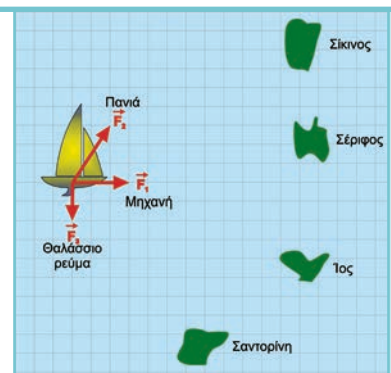 Σίκινος
Πανιά
F₂
Σέριφος
F₁
Μηχανή
F₃
Θαλάσσιο
ρεύμα
Ίος
Σαντορίνη